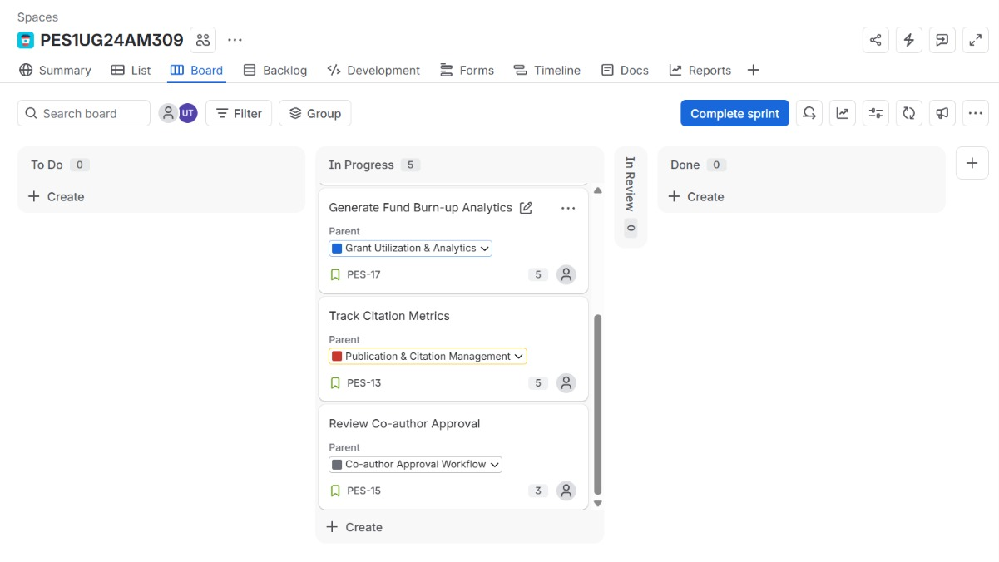 Spaces
PES1UG24AM309
Summary List Board Backlog Development Forms Timeline Docs Reports
Search board UT Filter Group Complete sprint
To Do 0
Create
In Progress 5
Generate Fund Burn-up Analytics
Parent
Grant Utilization & Analytics
PES-17 5
Track Citation Metrics
Parent
Publication & Citation Management
PES-13 5
Review Co-author Approval
Parent
Co-author Approval Workflow
PES-15 3
Create
In Review 0
Done 0
Create